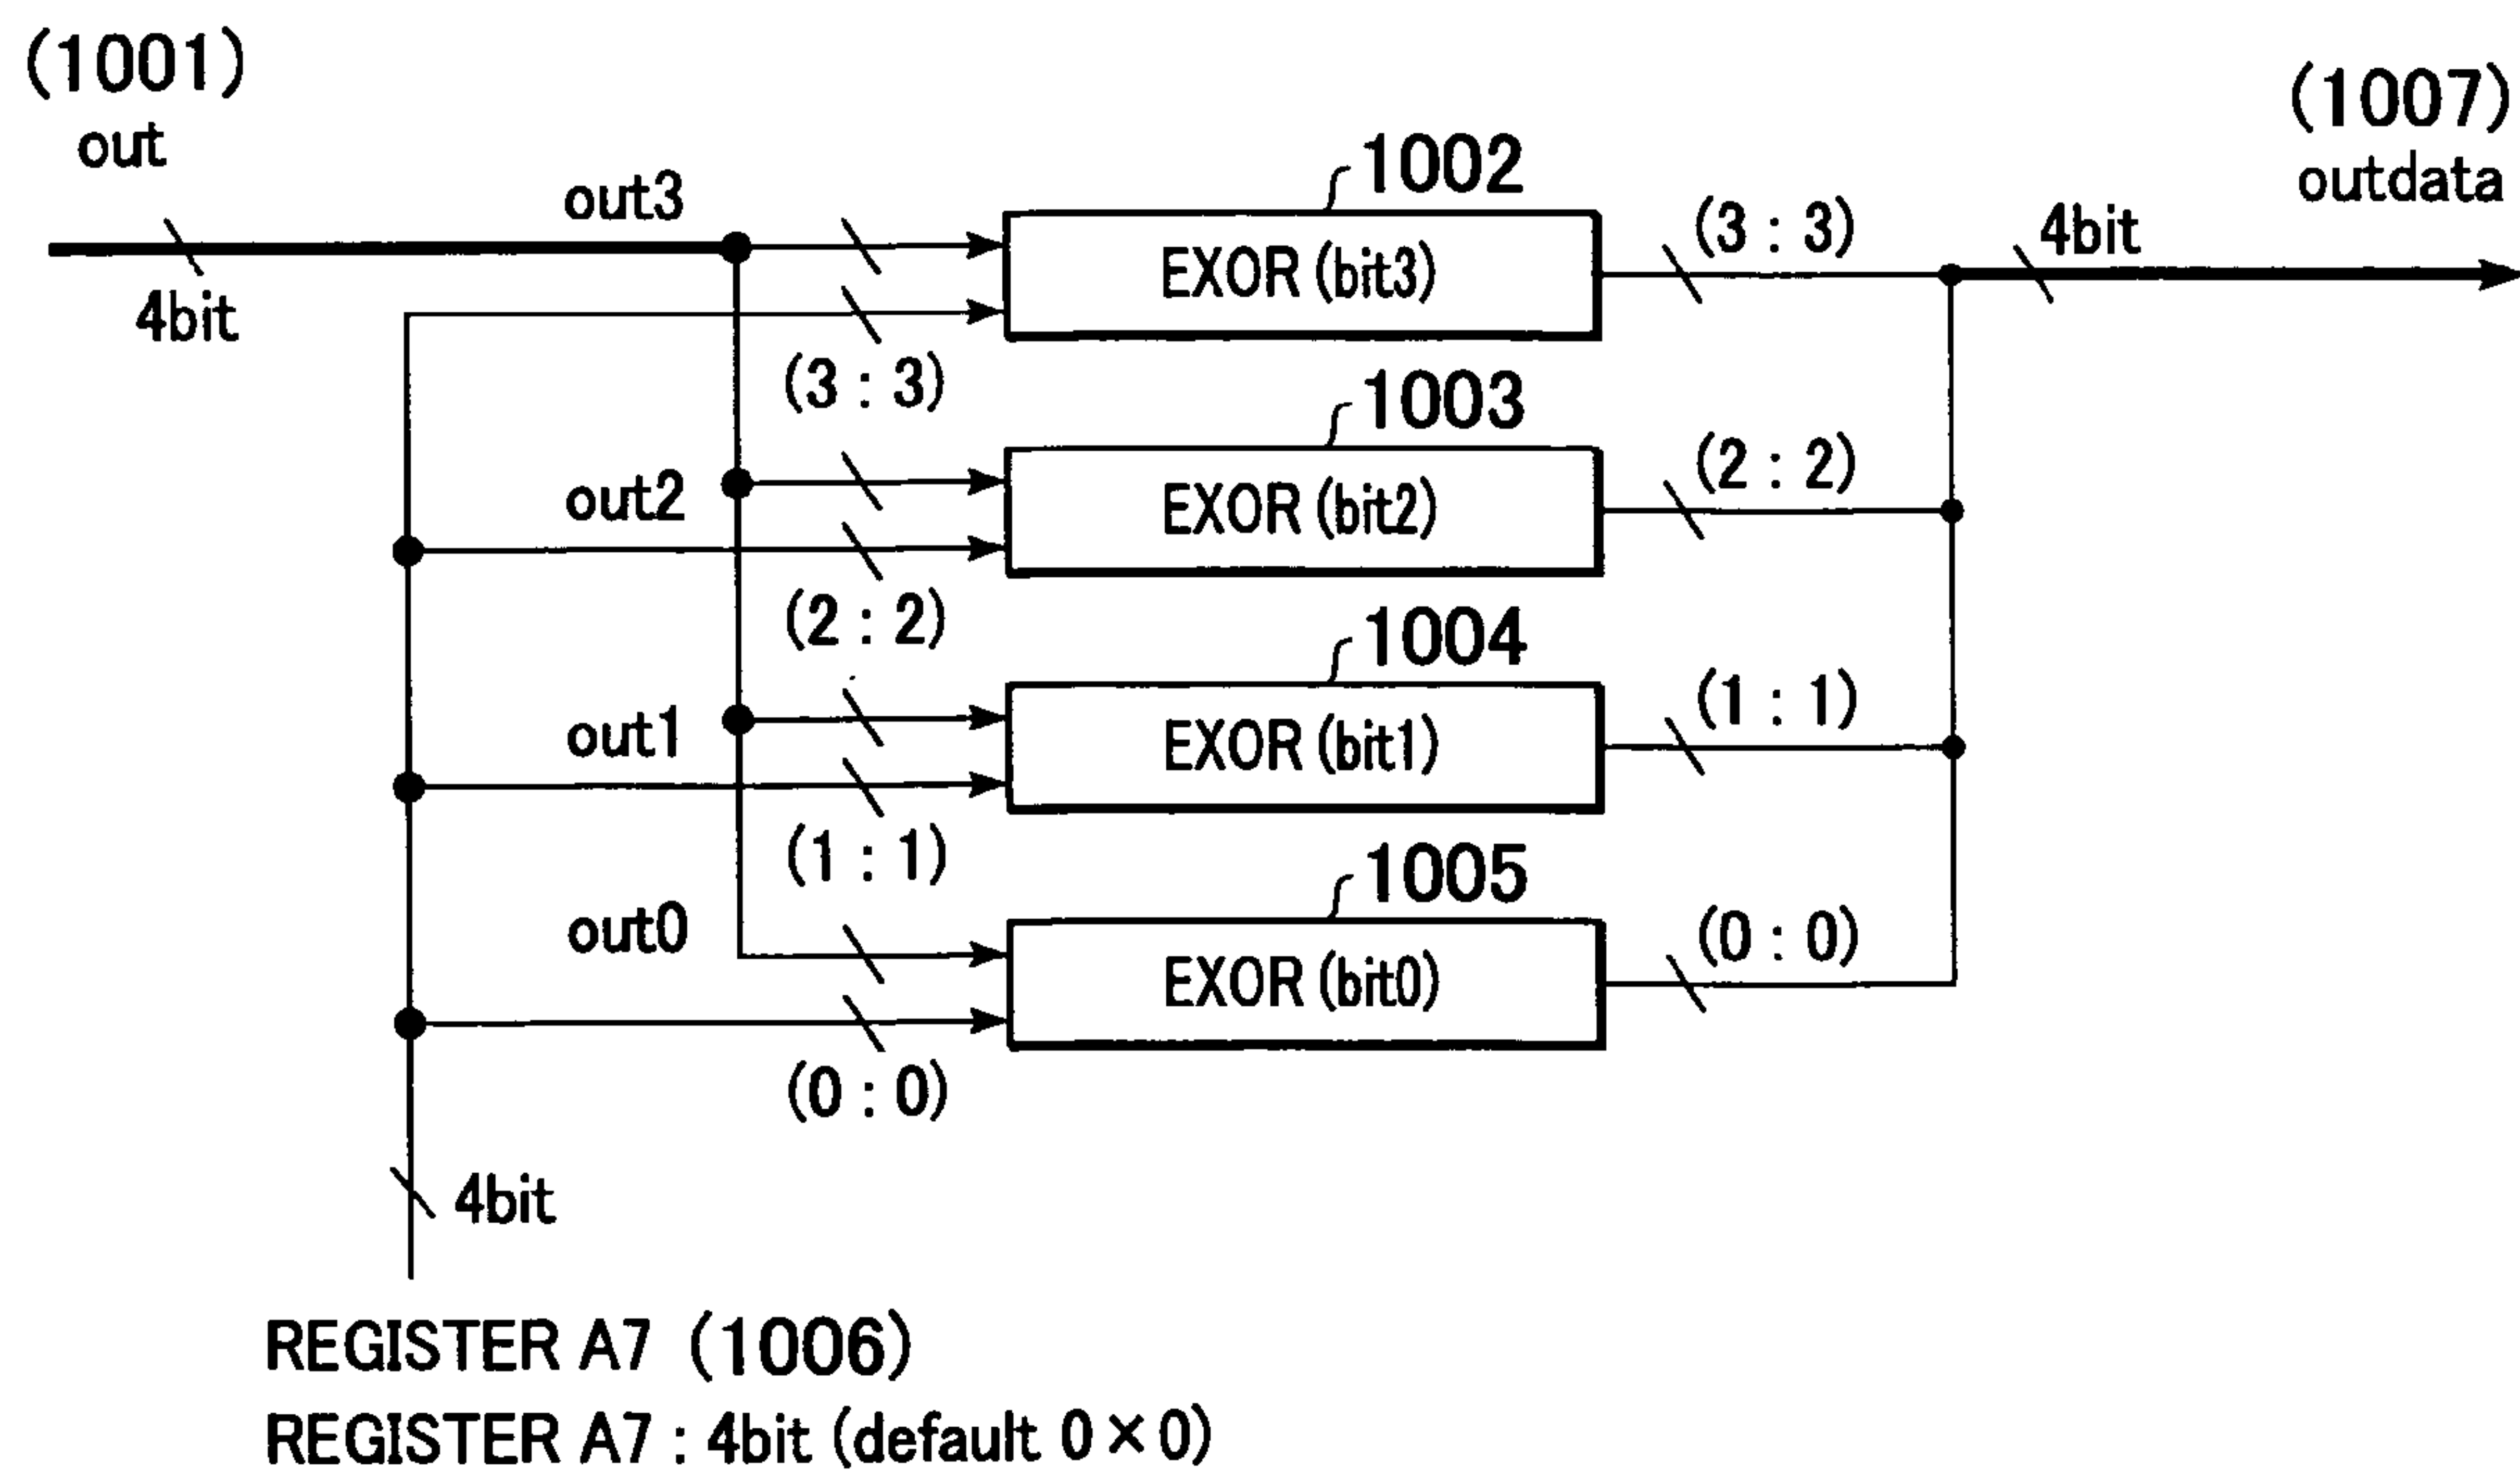 (1001)
out
4bit
out3
(3 : 3)
1002
EXOR (bit3)
(3 : 3)
4bit
(1007)
outdata
out2
(2 : 2)
1003
EXOR (bit2)
(2 : 2)
out1
(1 : 1)
1004
EXOR (bit1)
(1 : 1)
out0
(0 : 0)
1005
EXOR (bit0)
(0 : 0)
4bit
REGISTER A7 (1006)
REGISTER A7 : 4bit (default 0×0)